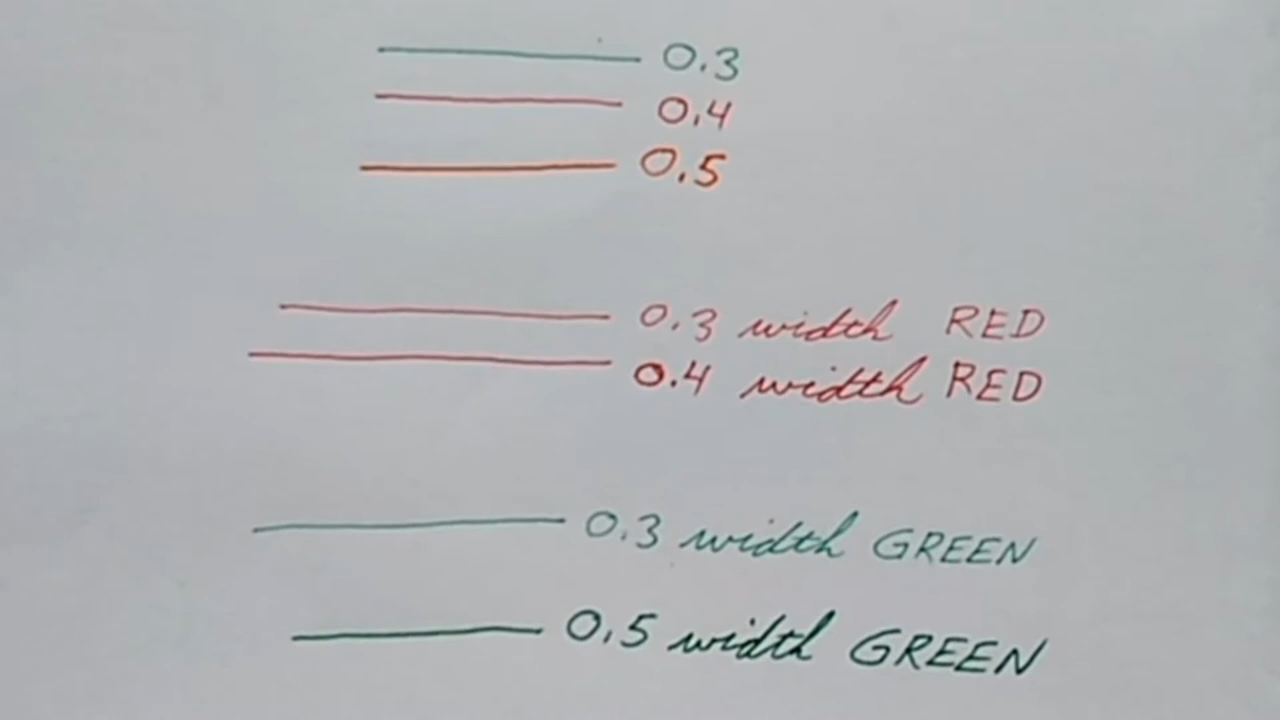 0.3
0.4
0.5
0.3 width RED
0.4 width RED
0.3 width GREEN
0.5 width GREEN